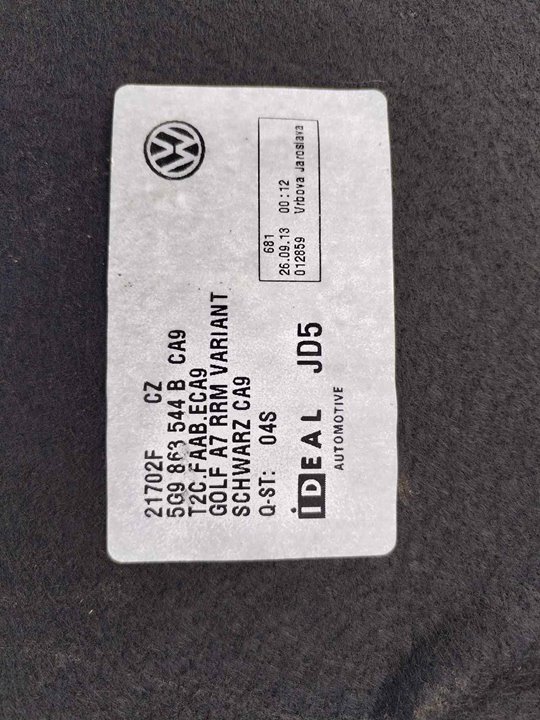 21702F CZ
5G9 863 544 B CA9
T2C.FAAB.ECA9
GOLF A7 RRM VARIANT
SCHWARZ CA9
Q-ST: 04S
iDEAL JD5
AUTOMOTIVE
681
26.09.13 00:12
012859 Vrbova Jaroslava